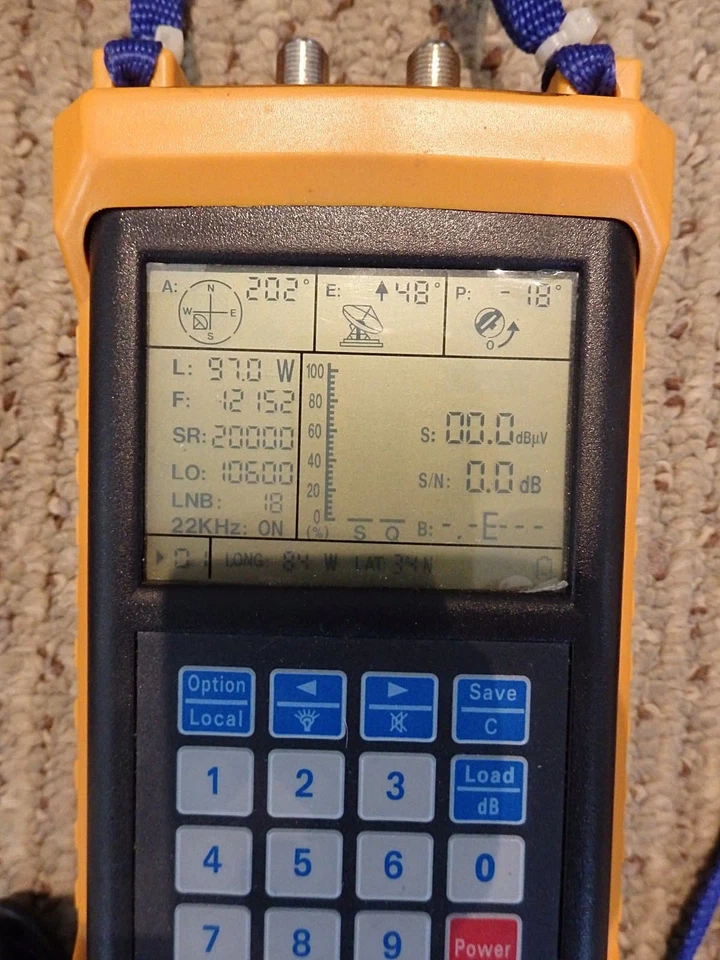 A: N W E S 202°
E: 48°
P: - 18° 0
L: 97.0 W
F: 12152
SR: 20000
LO: 10600
LNB: 18
22KHz: ON
100
80
60
40
20
0
(%) S Q
S: 00.0 dBµV
S/N: 0.0 dB
B: -.-E---
01 LONG: 84 W LAT: 34 N
Option ◀ ▶ Save
Local C
1 2 3 Load
dB
4 5 6 0
7 8 9 Power